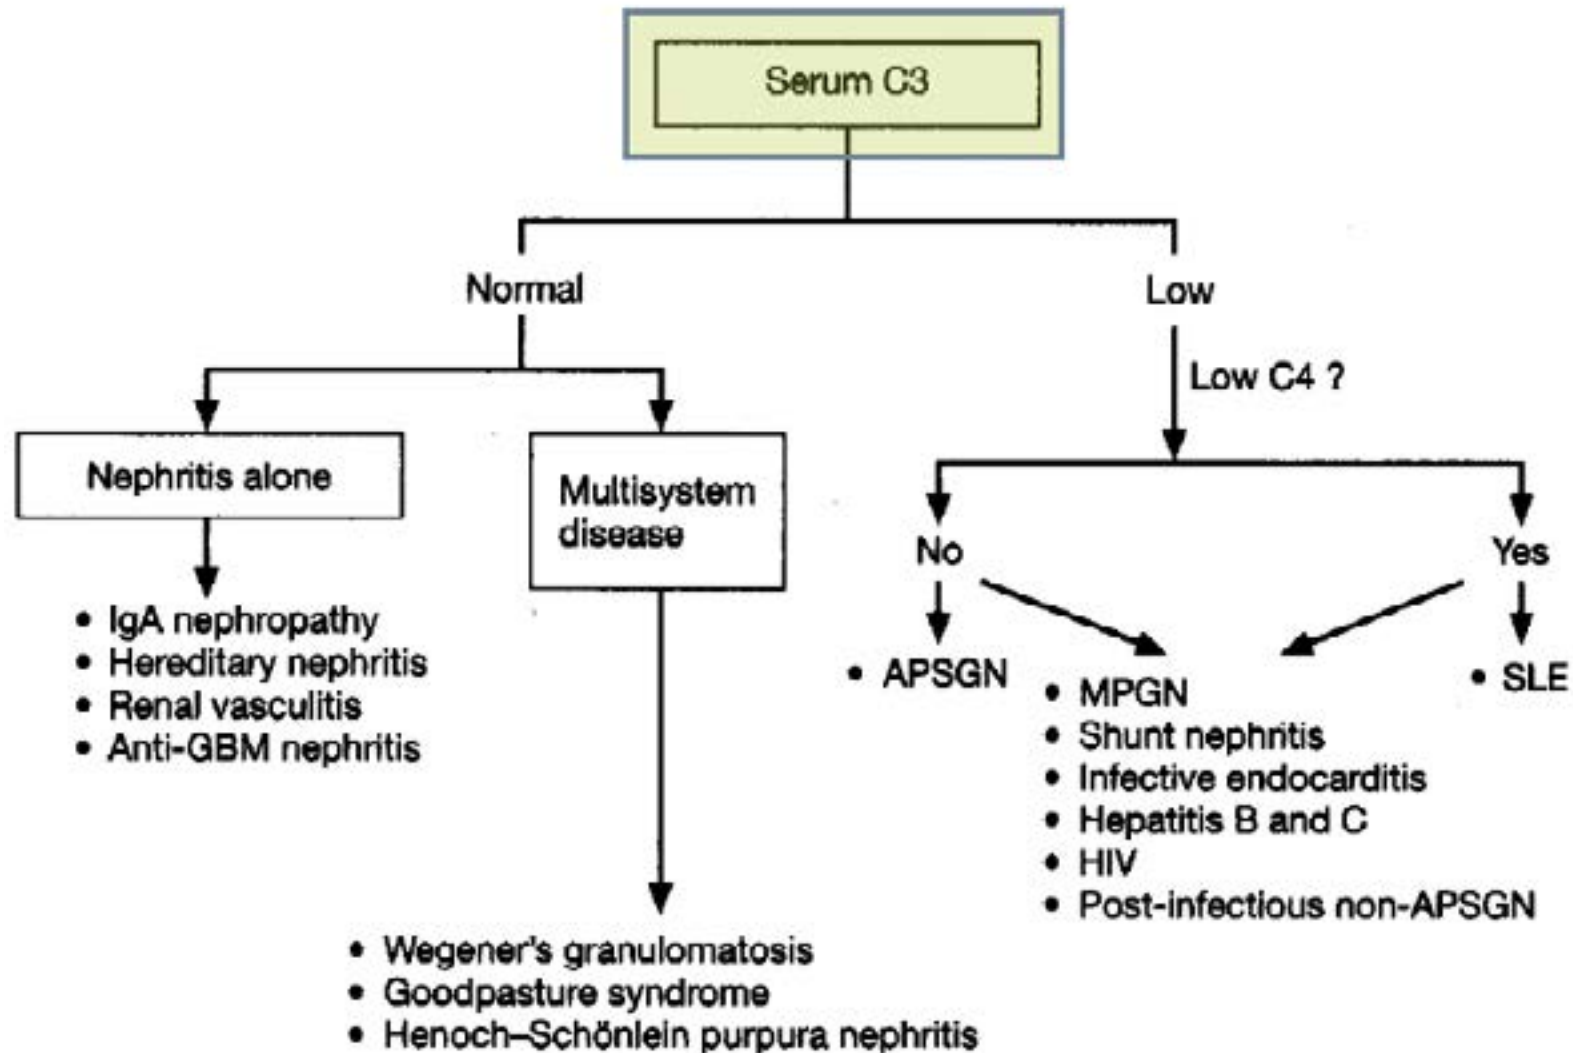 Serum C3
Normal
Low
Low C4 ?
Nephritis alone
Multisystem
disease
No
Yes
• IgA nephropathy
• Hereditary nephritis
• Renal vasculitis
• Anti-GBM nephritis
• APSGN
• MPGN
• Shunt nephritis
• Infective endocarditis
• Hepatitis B and C
• HIV
• Post-infectious non-APSGN
• SLE
• Wegener's granulomatosis
• Goodpasture syndrome
• Henoch–Schönlein purpura nephritis